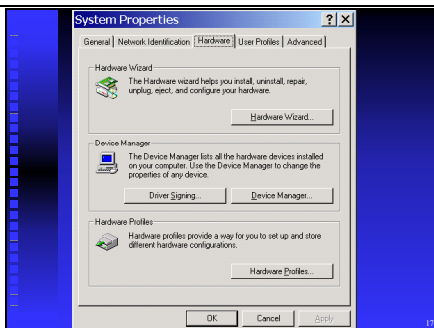 System Properties
? X
General Network Identification Hardware User Profiles Advanced
Hardware Wizard
The Hardware wizard helps you install, uninstall, repair,
unplug, eject, and configure your hardware.
Hardware Wizard...
Device Manager
The Device Manager lists all the hardware devices installed
on your computer. Use the Device Manager to change the
properties of any device.
Driver Signing...
Device Manager...
Hardware Profiles
Hardware profiles provide a way for you to set up and store
different hardware configurations.
Hardware Profiles...
OK Cancel Apply
17